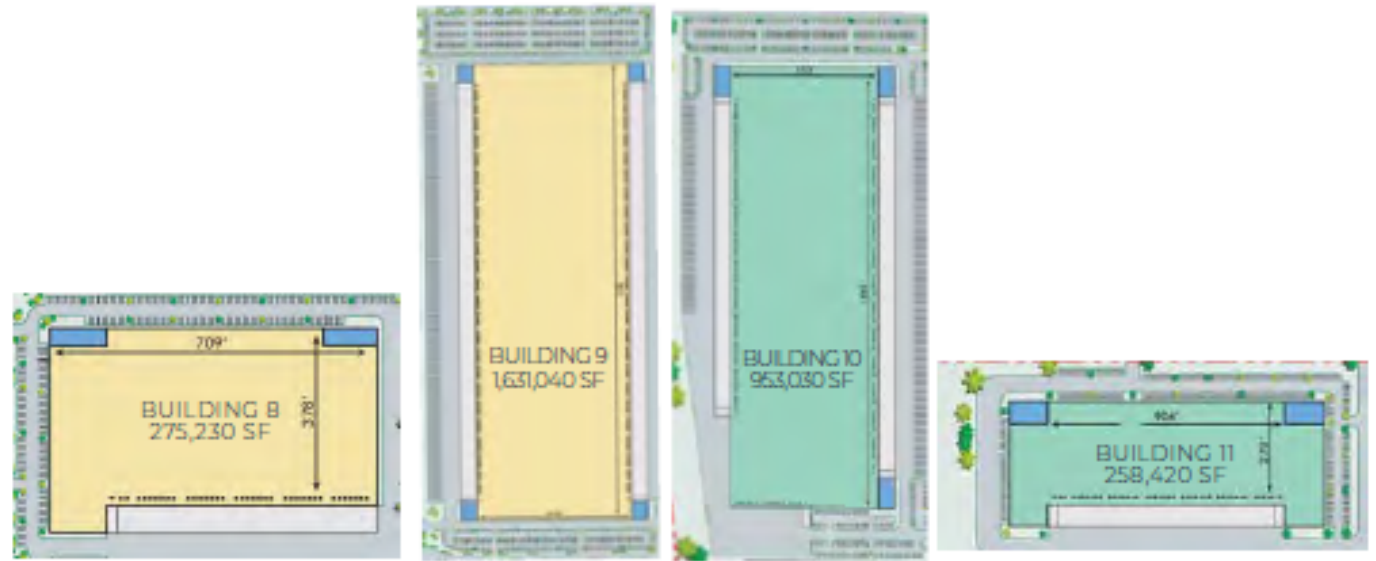 709'
378'
BUILDING 8
275,230 SF
BUILDING 9
1,631,040 SF
BUILDING 10
953,030 SF
BUILDING 11
258,420 SF